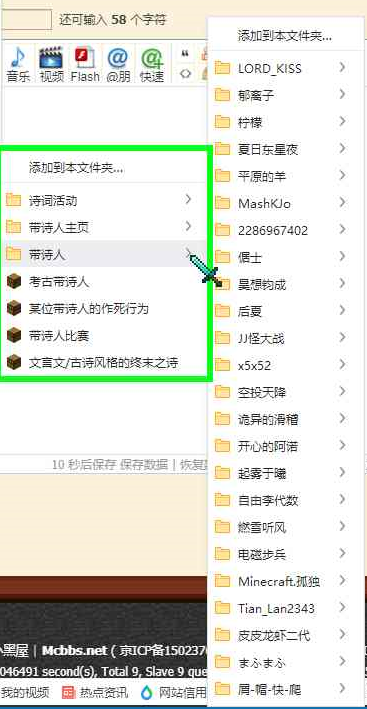 还可输入 58 个字符
音乐 视频 Flash @朋 快速
添加到本文件夹...
诗词活动
带诗人主页
带诗人
考古带诗人
某位带诗人的作死行为
带诗人比赛
文言文/古诗风格的终末之诗
添加到本文件夹...
LORD_KISS
郁离子
柠檬
夏日东星夜
平原的羊
MashKJo
2286967402
偌士
昊想钧成
后夏
JJ怪大战
x5x52
空投天降
诡异的滑稽
开心的阿诺
起雾于曦
自由李代数
燃雪听风
电磁步兵
Minecraft.孤独
Tian_Lan2343
皮皮龙虾二代
まふまふ
屑-帽-快-爬
10 秒后保存 保存数据 | 恢复
小黑屋 | Mcbbs.net ( 京ICP备150237
046491 second(s), Total 9, Slave 9 que
我的视频 热点资讯 网站信用